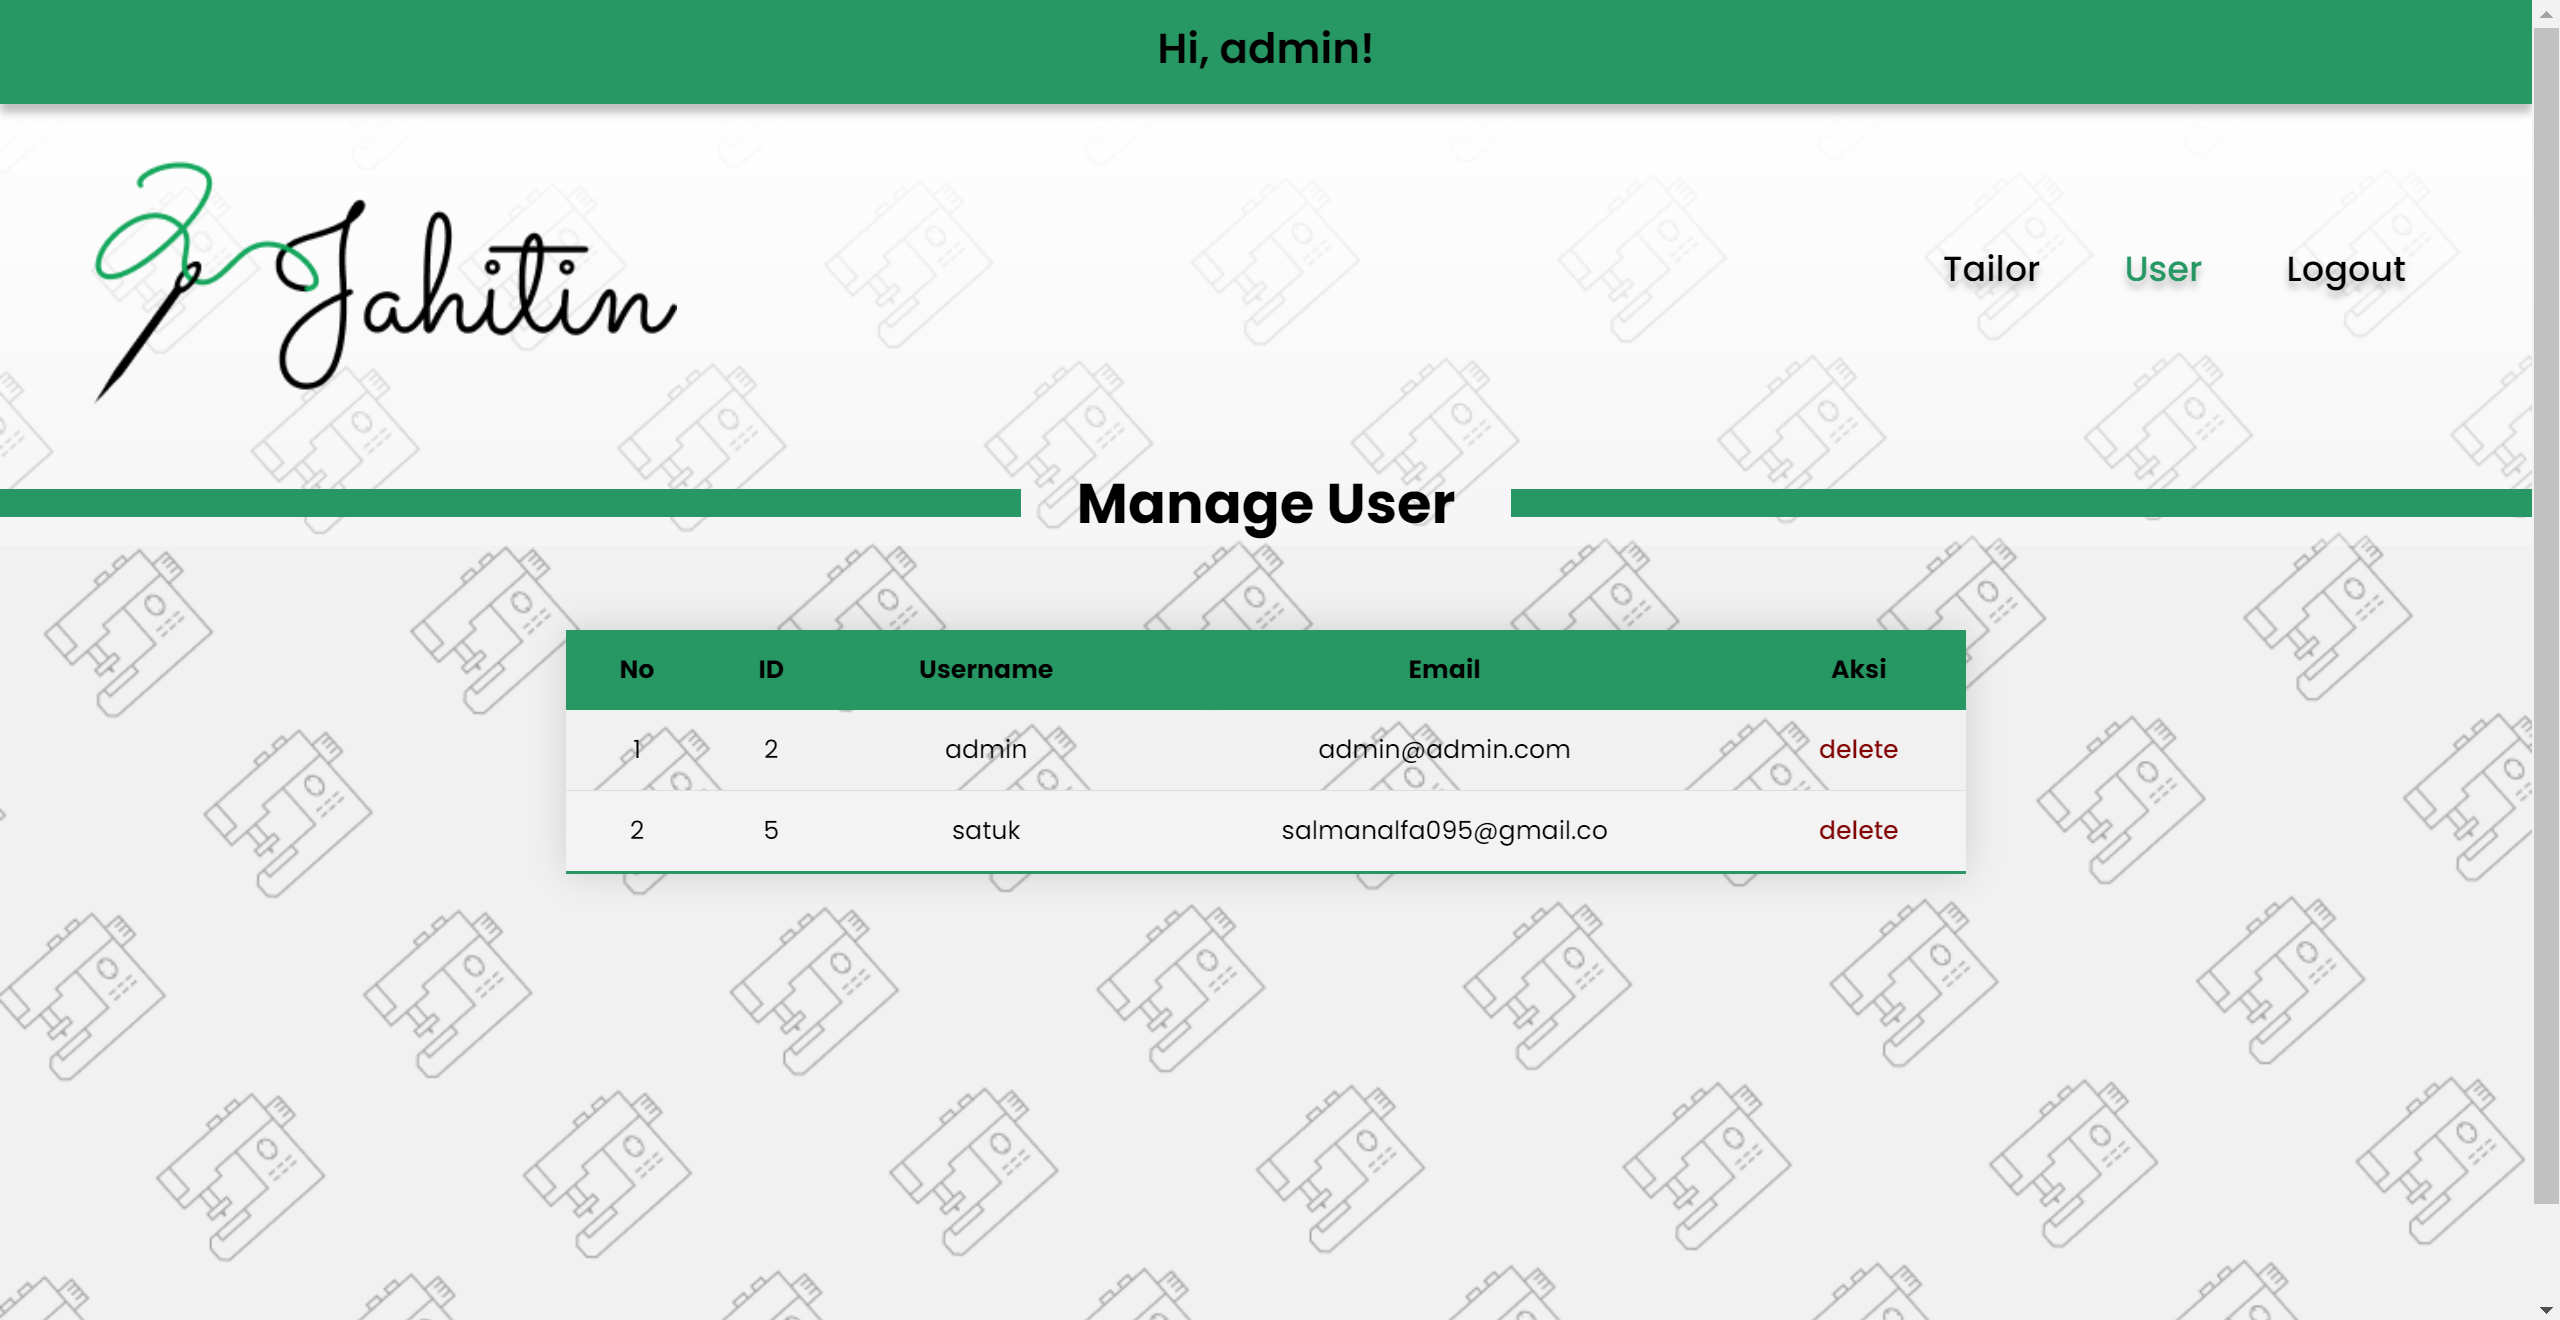 Hi, admin!
Jahitin
Tailor User Logout
Manage User
No ID Username Email Aksi
1 2 admin admin@admin.com delete
2 5 satuk salmanalfa095@gmail.co delete